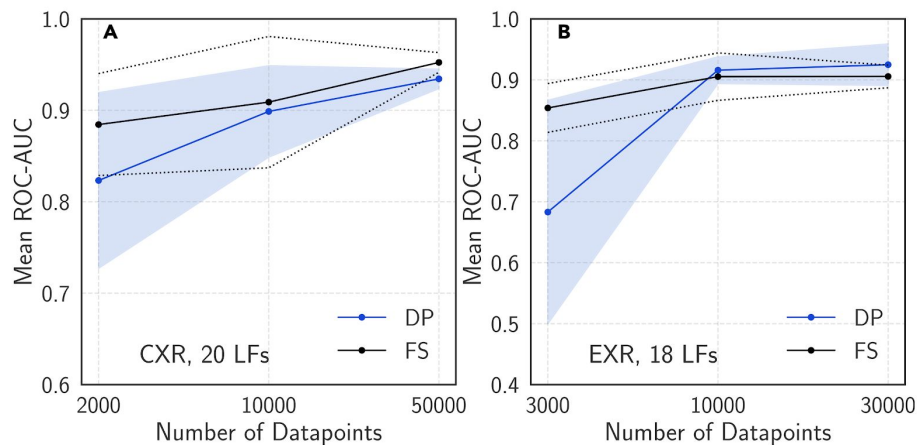 A
1.0
0.9
0.8
0.7
0.6
Mean ROC-AUC
DP
FS
CXR, 20 LFs
2000
10000
50000
Number of Datapoints
B
1.0
0.9
0.8
0.7
0.6
0.5
0.4
Mean ROC-AUC
DP
FS
EXR, 18 LFs
3000
10000
30000
Number of Datapoints